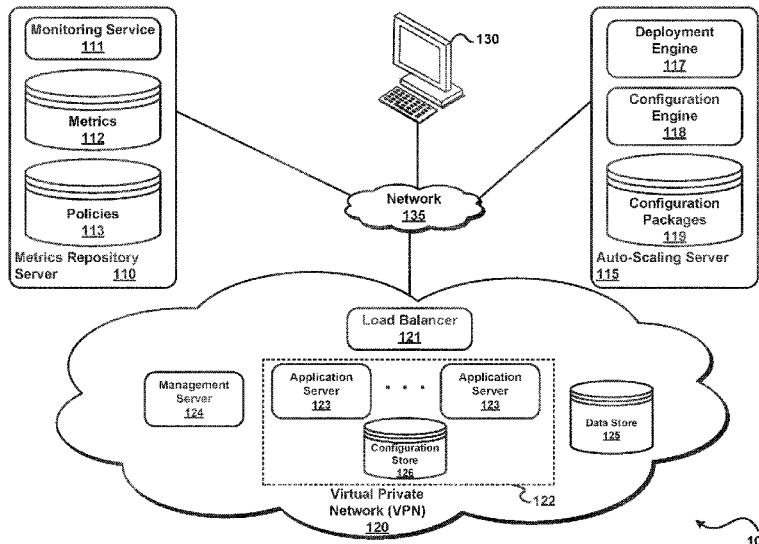 Monitoring Service
111
Metrics
112
Policies
113
Metrics Repository
Server 110
130
Network
135
Deployment
Engine
117
Configuration
Engine
118
Configuration
Packages
119
Auto-Scaling Server
115
Load Balancer
121
Management
Server
124
Application
Server
123
. . .
Application
Server
123
Configuration
Store
126
Data Store
125
Virtual Private
Network (VPN)
120
122